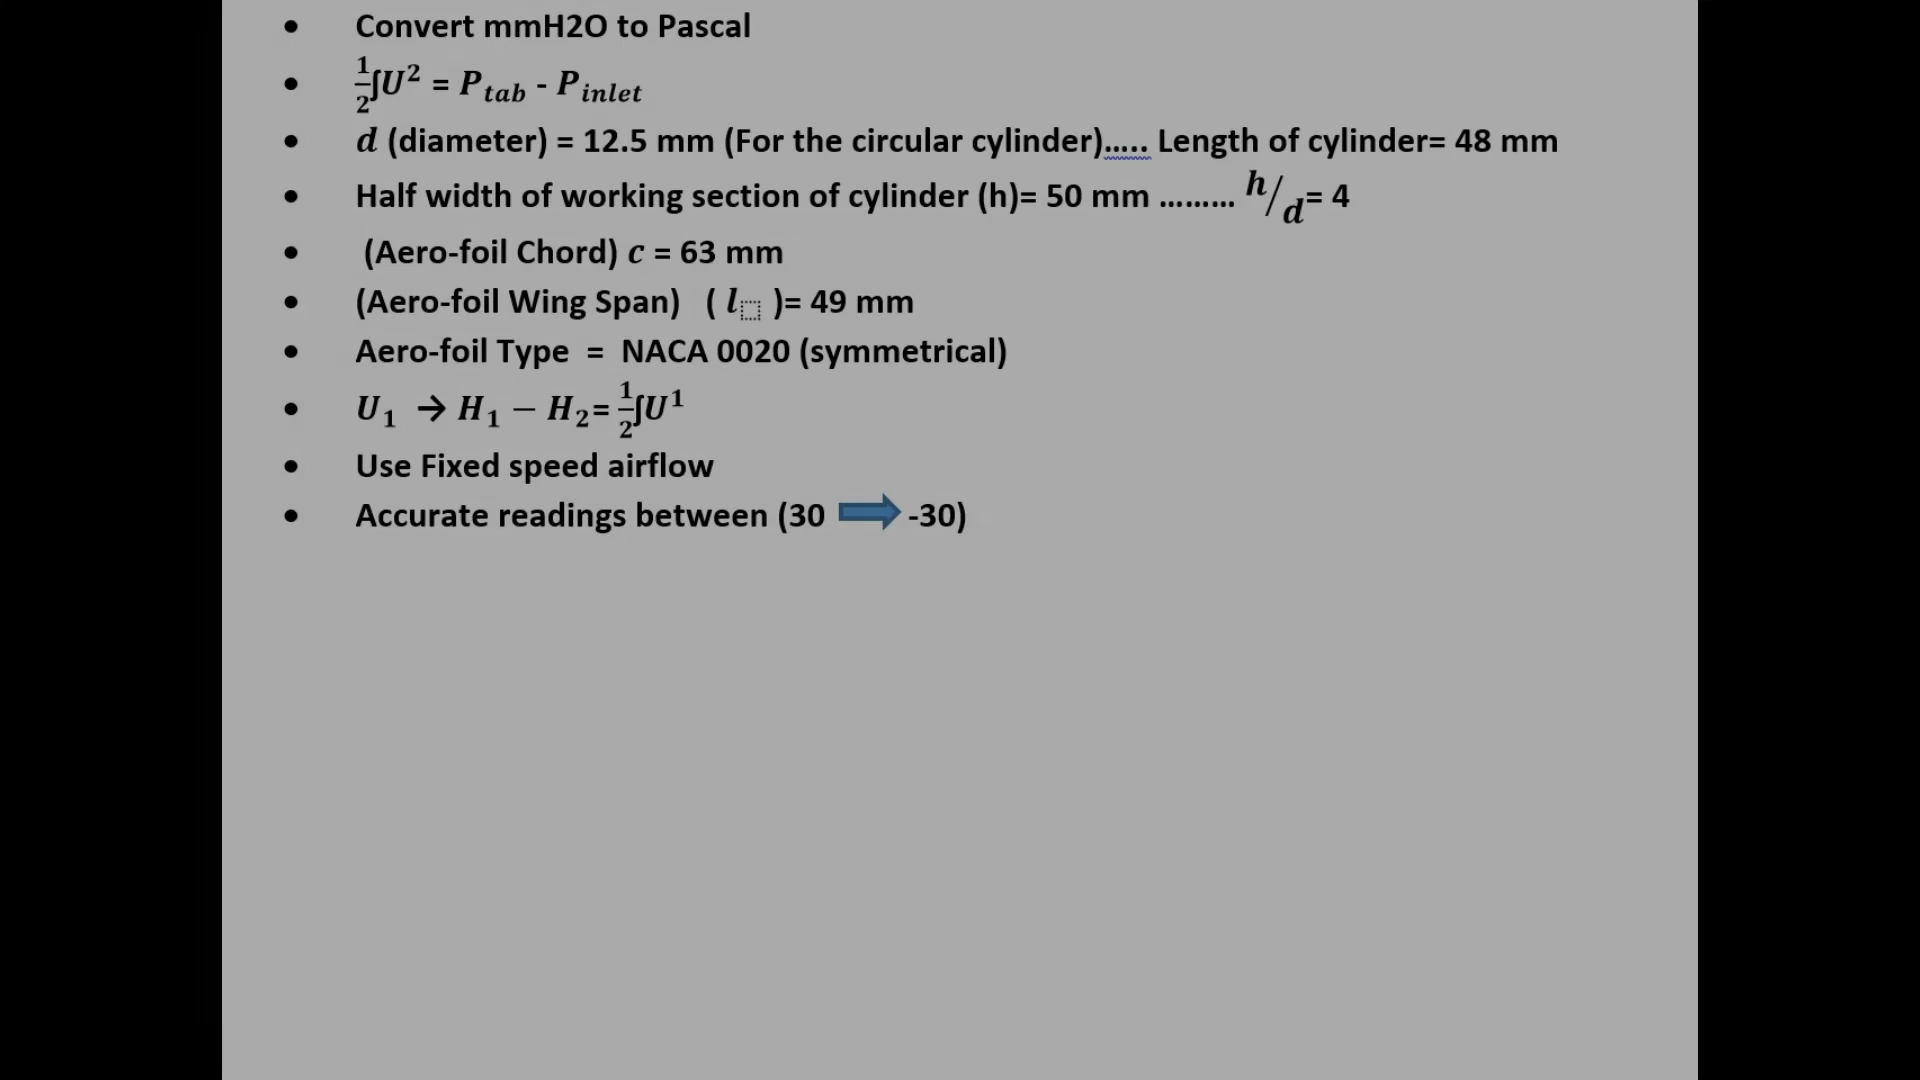 • Convert mmH2O to Pascal
• ½∫U² = P_tab - P_inlet
• d (diameter) = 12.5 mm (For the circular cylinder)..... Length of cylinder= 48 mm
• Half width of working section of cylinder (h)= 50 mm ......... h/d= 4
• (Aero-foil Chord) c = 63 mm
• (Aero-foil Wing Span) ( l⬚ )= 49 mm
• Aero-foil Type = NACA 0020 (symmetrical)
• U₁ → H₁ − H₂= ½∫U¹
• Use Fixed speed airflow
• Accurate readings between (30 ➡ -30)